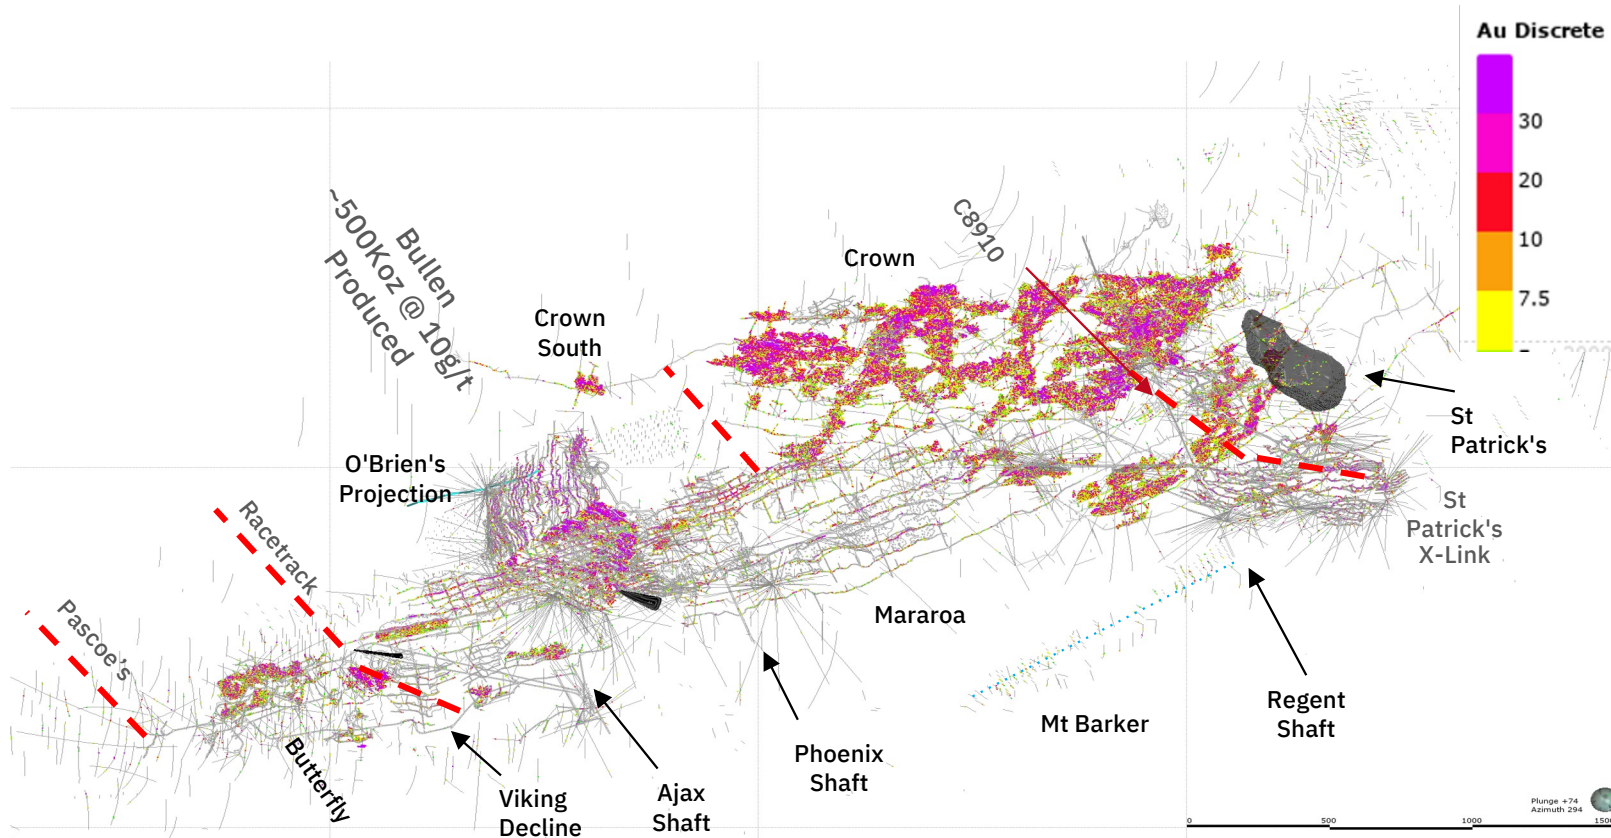 Au Discrete
30
20
10
7.5
C8910
Crown
Bullen
~500Koz @ 10g/t
Produced
Crown
South
St
Patrick's
O'Brien's
Projection
Racetrack
St
Patrick's
X-Link
Pascoe's
Mararoa
Regent
Shaft
Mt Barker
Phoenix
Shaft
Butterfly
Viking
Decline
Ajax
Shaft
Plunge +74
Azimuth 294
0
500
1000